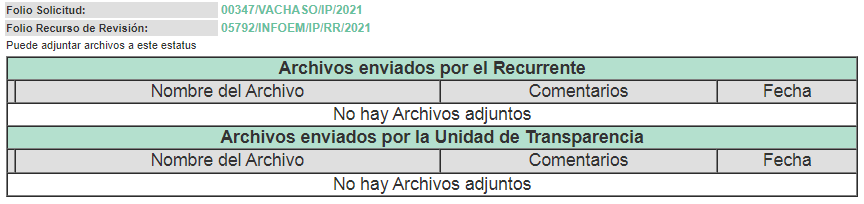 Folio Solicitud: 00347/VACHASO/IP/2021
Folio Recurso de Revisión: 05792/INFOEM/IP/RR/2021
Puede adjuntar archivos a este estatus
Archivos enviados por el Recurrente
Nombre del Archivo Comentarios Fecha
No hay Archivos adjuntos
Archivos enviados por la Unidad de Transparencia
Nombre del Archivo Comentarios Fecha
No hay Archivos adjuntos